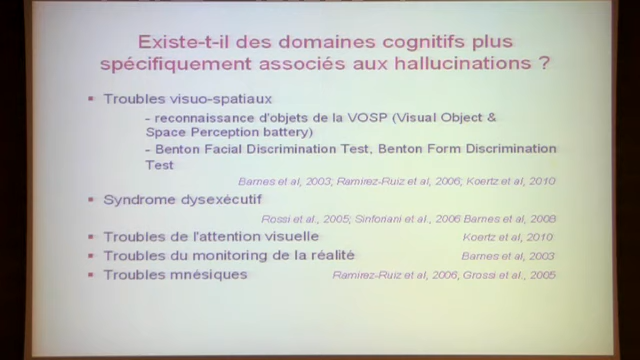 Existe-t-il des domaines cognitifs plus
spécifiquement associés aux hallucinations ?
▪ Troubles visuo-spatiaux
- reconnaissance d'objets de la VOSP (Visual Object &
Space Perception battery)
- Benton Facial Discrimination Test, Benton Form Discrimination
Test
Barnes et al, 2003; Ramirez-Ruiz et al, 2006; Koertz et al, 2010
▪ Syndrome dysexécutif
Rossi et al., 2005; Sinforiani et al., 2006 Barnes et al, 2008
▪ Troubles de l'attention visuelle Koertz et al, 2010
▪ Troubles du monitoring de la réalité Barnes et al, 2003
▪ Troubles mnésiques Ramirez-Ruiz et al, 2006, Grossi et al., 2005